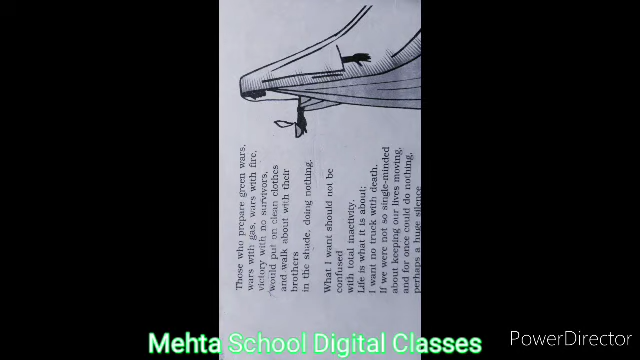 Those who prepare green wars,
wars with gas, wars with fire,
victory with no survivors,
would put on clean clothes
and walk about with their
brothers
in the shade, doing nothing.
What I want should not be
confused
with total inactivity.
Life is what it is about;
I want no truck with death.
If we were not so single-minded
about keeping our lives moving,
and for once could do nothing,
perhaps a huge silence
Mehta School Digital Classes
PowerDirector